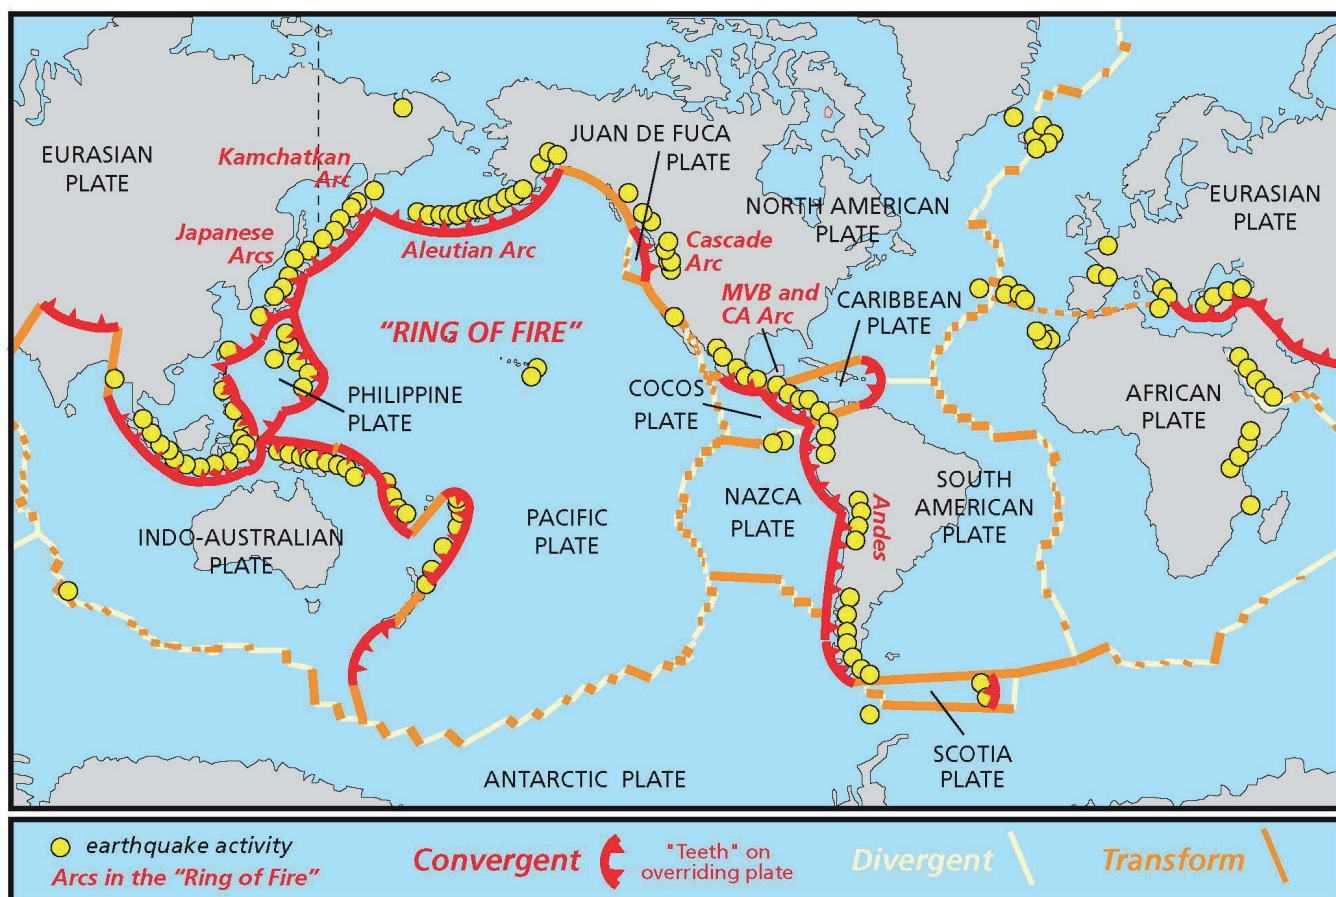 EURASIAN
PLATE
Kamchatkan
Arc
Japanese
Arcs
Aleutian Arc
JUAN DE FUCA
PLATE
NORTH AMERICAN
PLATE
Cascade
Arc
MVB and
CA Arc
CARIBBEAN
PLATE
EURASIAN
PLATE
"RING OF FIRE"
PHILIPPINE
PLATE
COCOS
PLATE
AFRICAN
PLATE
INDO-AUSTRALIAN
PLATE
PACIFIC
PLATE
NAZCA
PLATE
Andes
SOUTH
AMERICAN
PLATE
SCOTIA
PLATE
ANTARCTIC PLATE
earthquake activity
Arcs in the "Ring of Fire"
Convergent
"Teeth" on
overriding plate
Divergent
Transform